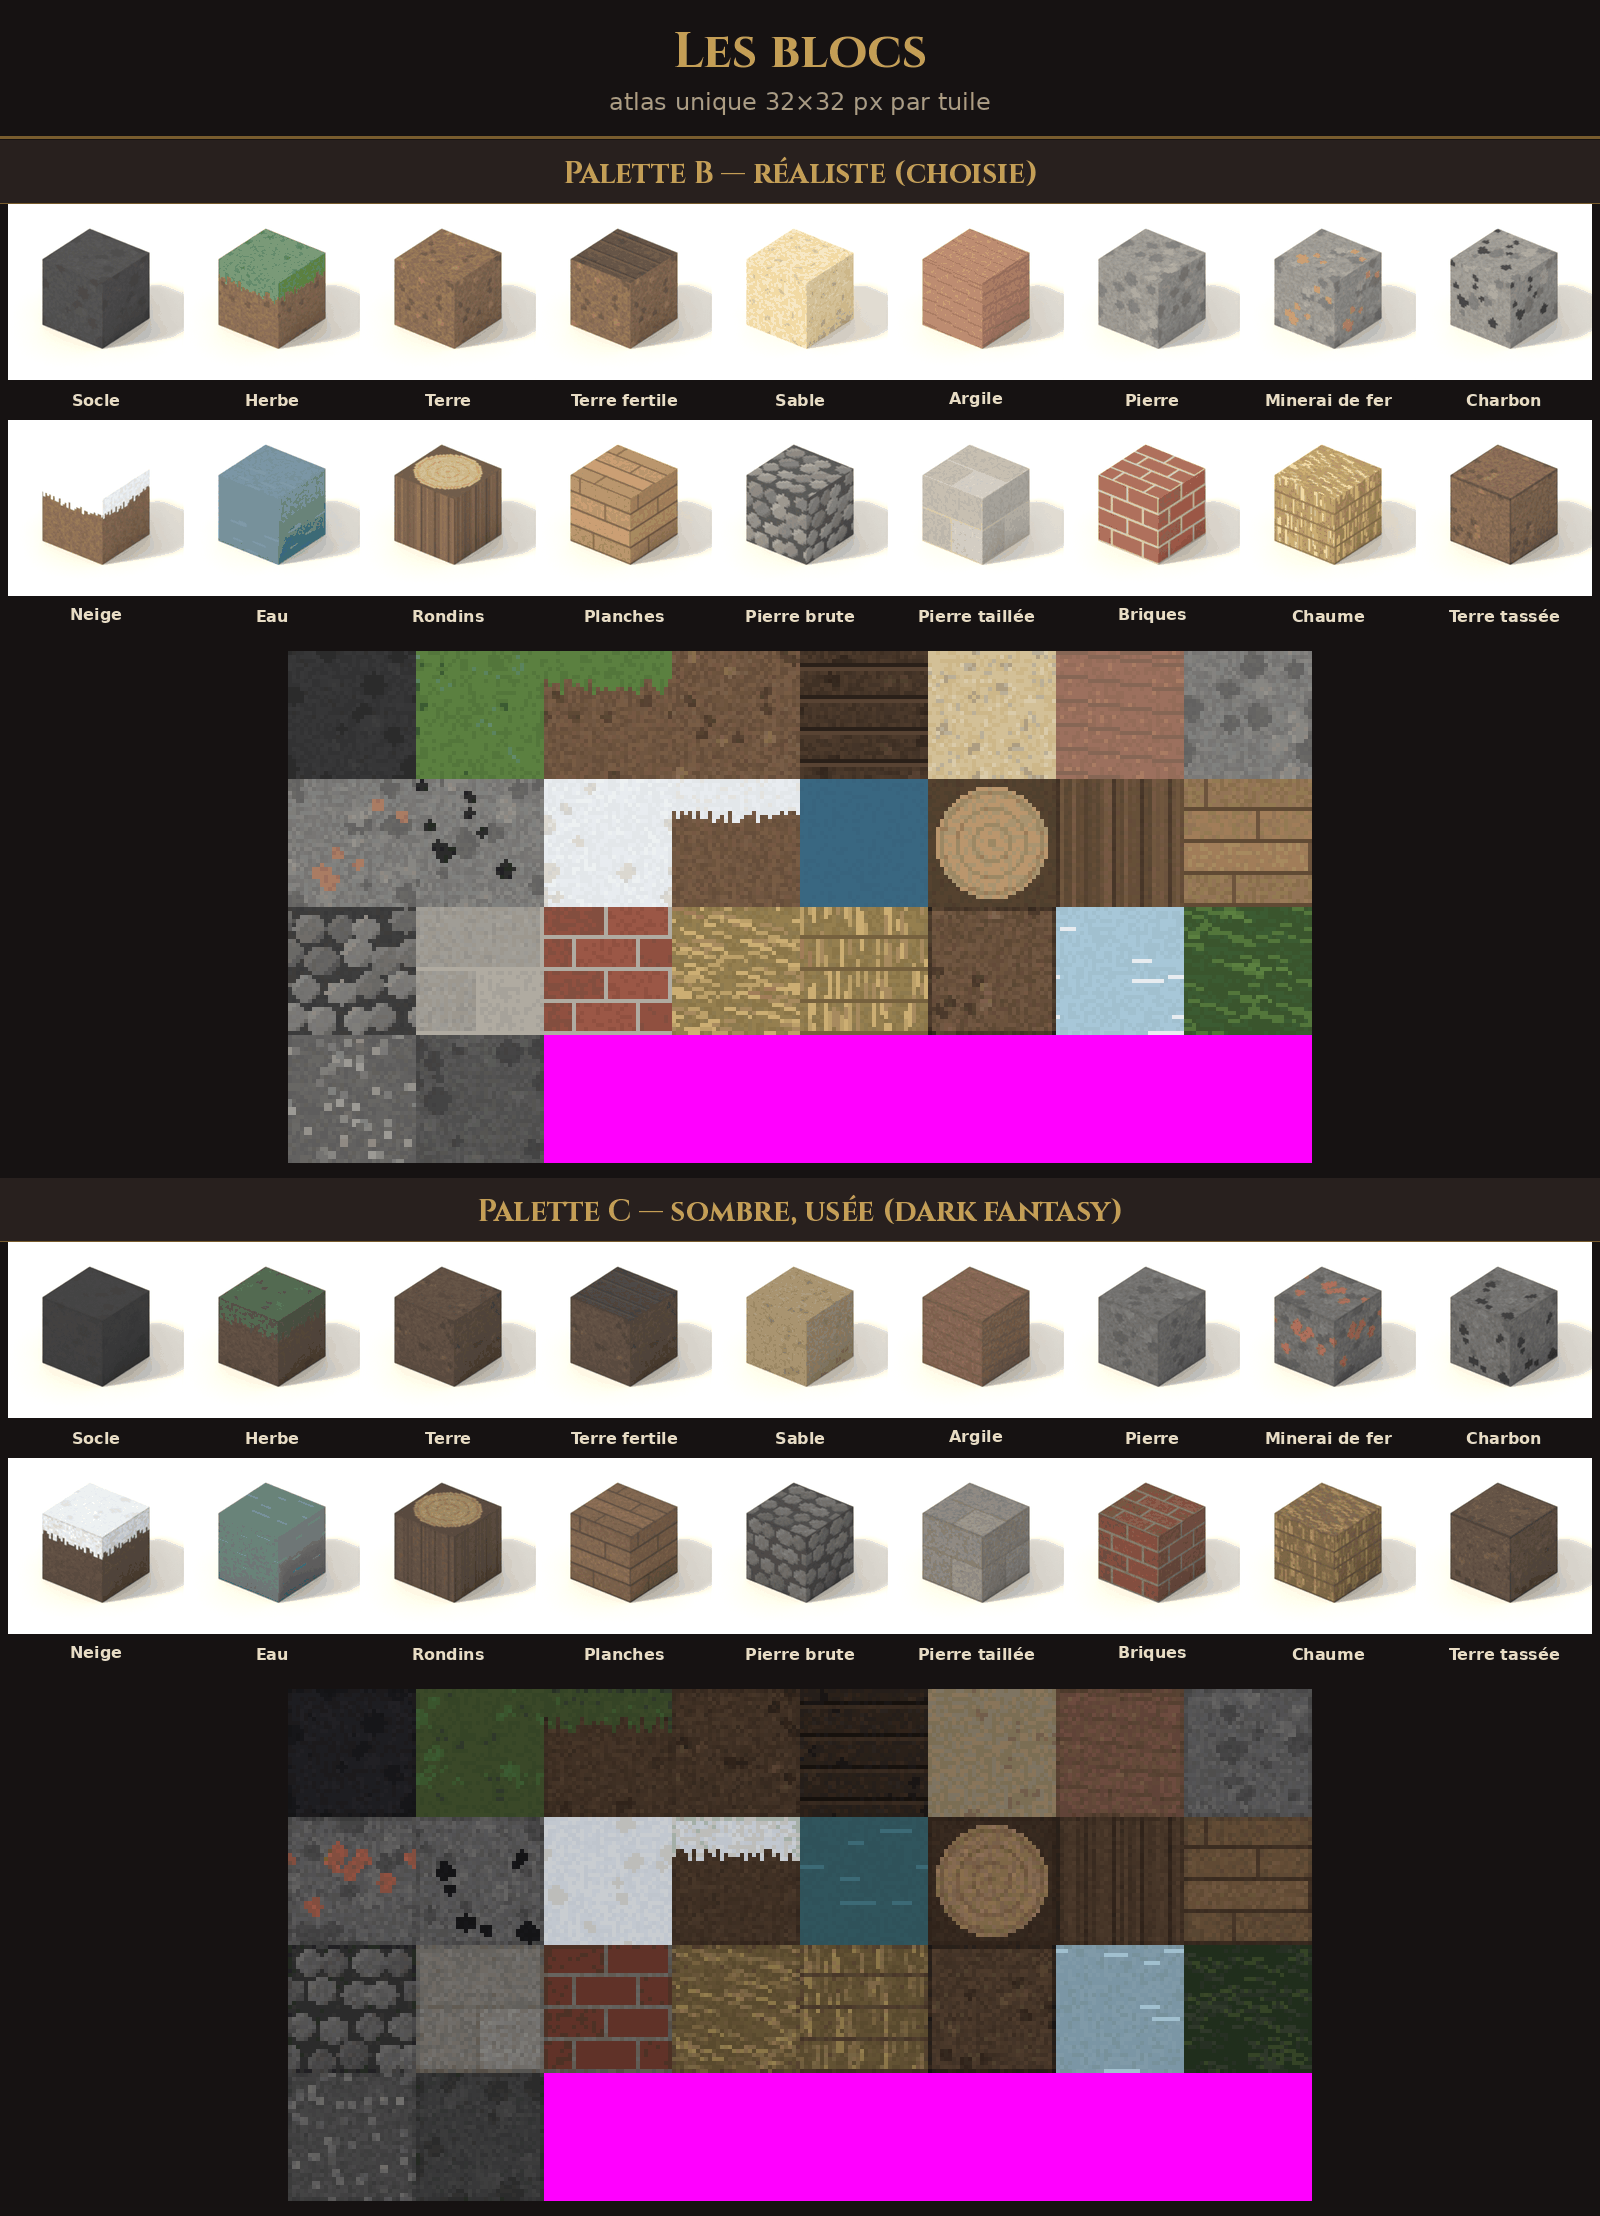 Les blocs
atlas unique 32×32 px par tuile
Palette B — réaliste (choisie)
Socle Herbe Terre Terre fertile Sable Argile Pierre Minerai de fer Charbon
Neige Eau Rondins Planches Pierre brute Pierre taillée Briques Chaume Terre tassée
Palette C — sombre, usée (dark fantasy)
Socle Herbe Terre Terre fertile Sable Argile Pierre Minerai de fer Charbon
Neige Eau Rondins Planches Pierre brute Pierre taillée Briques Chaume Terre tassée